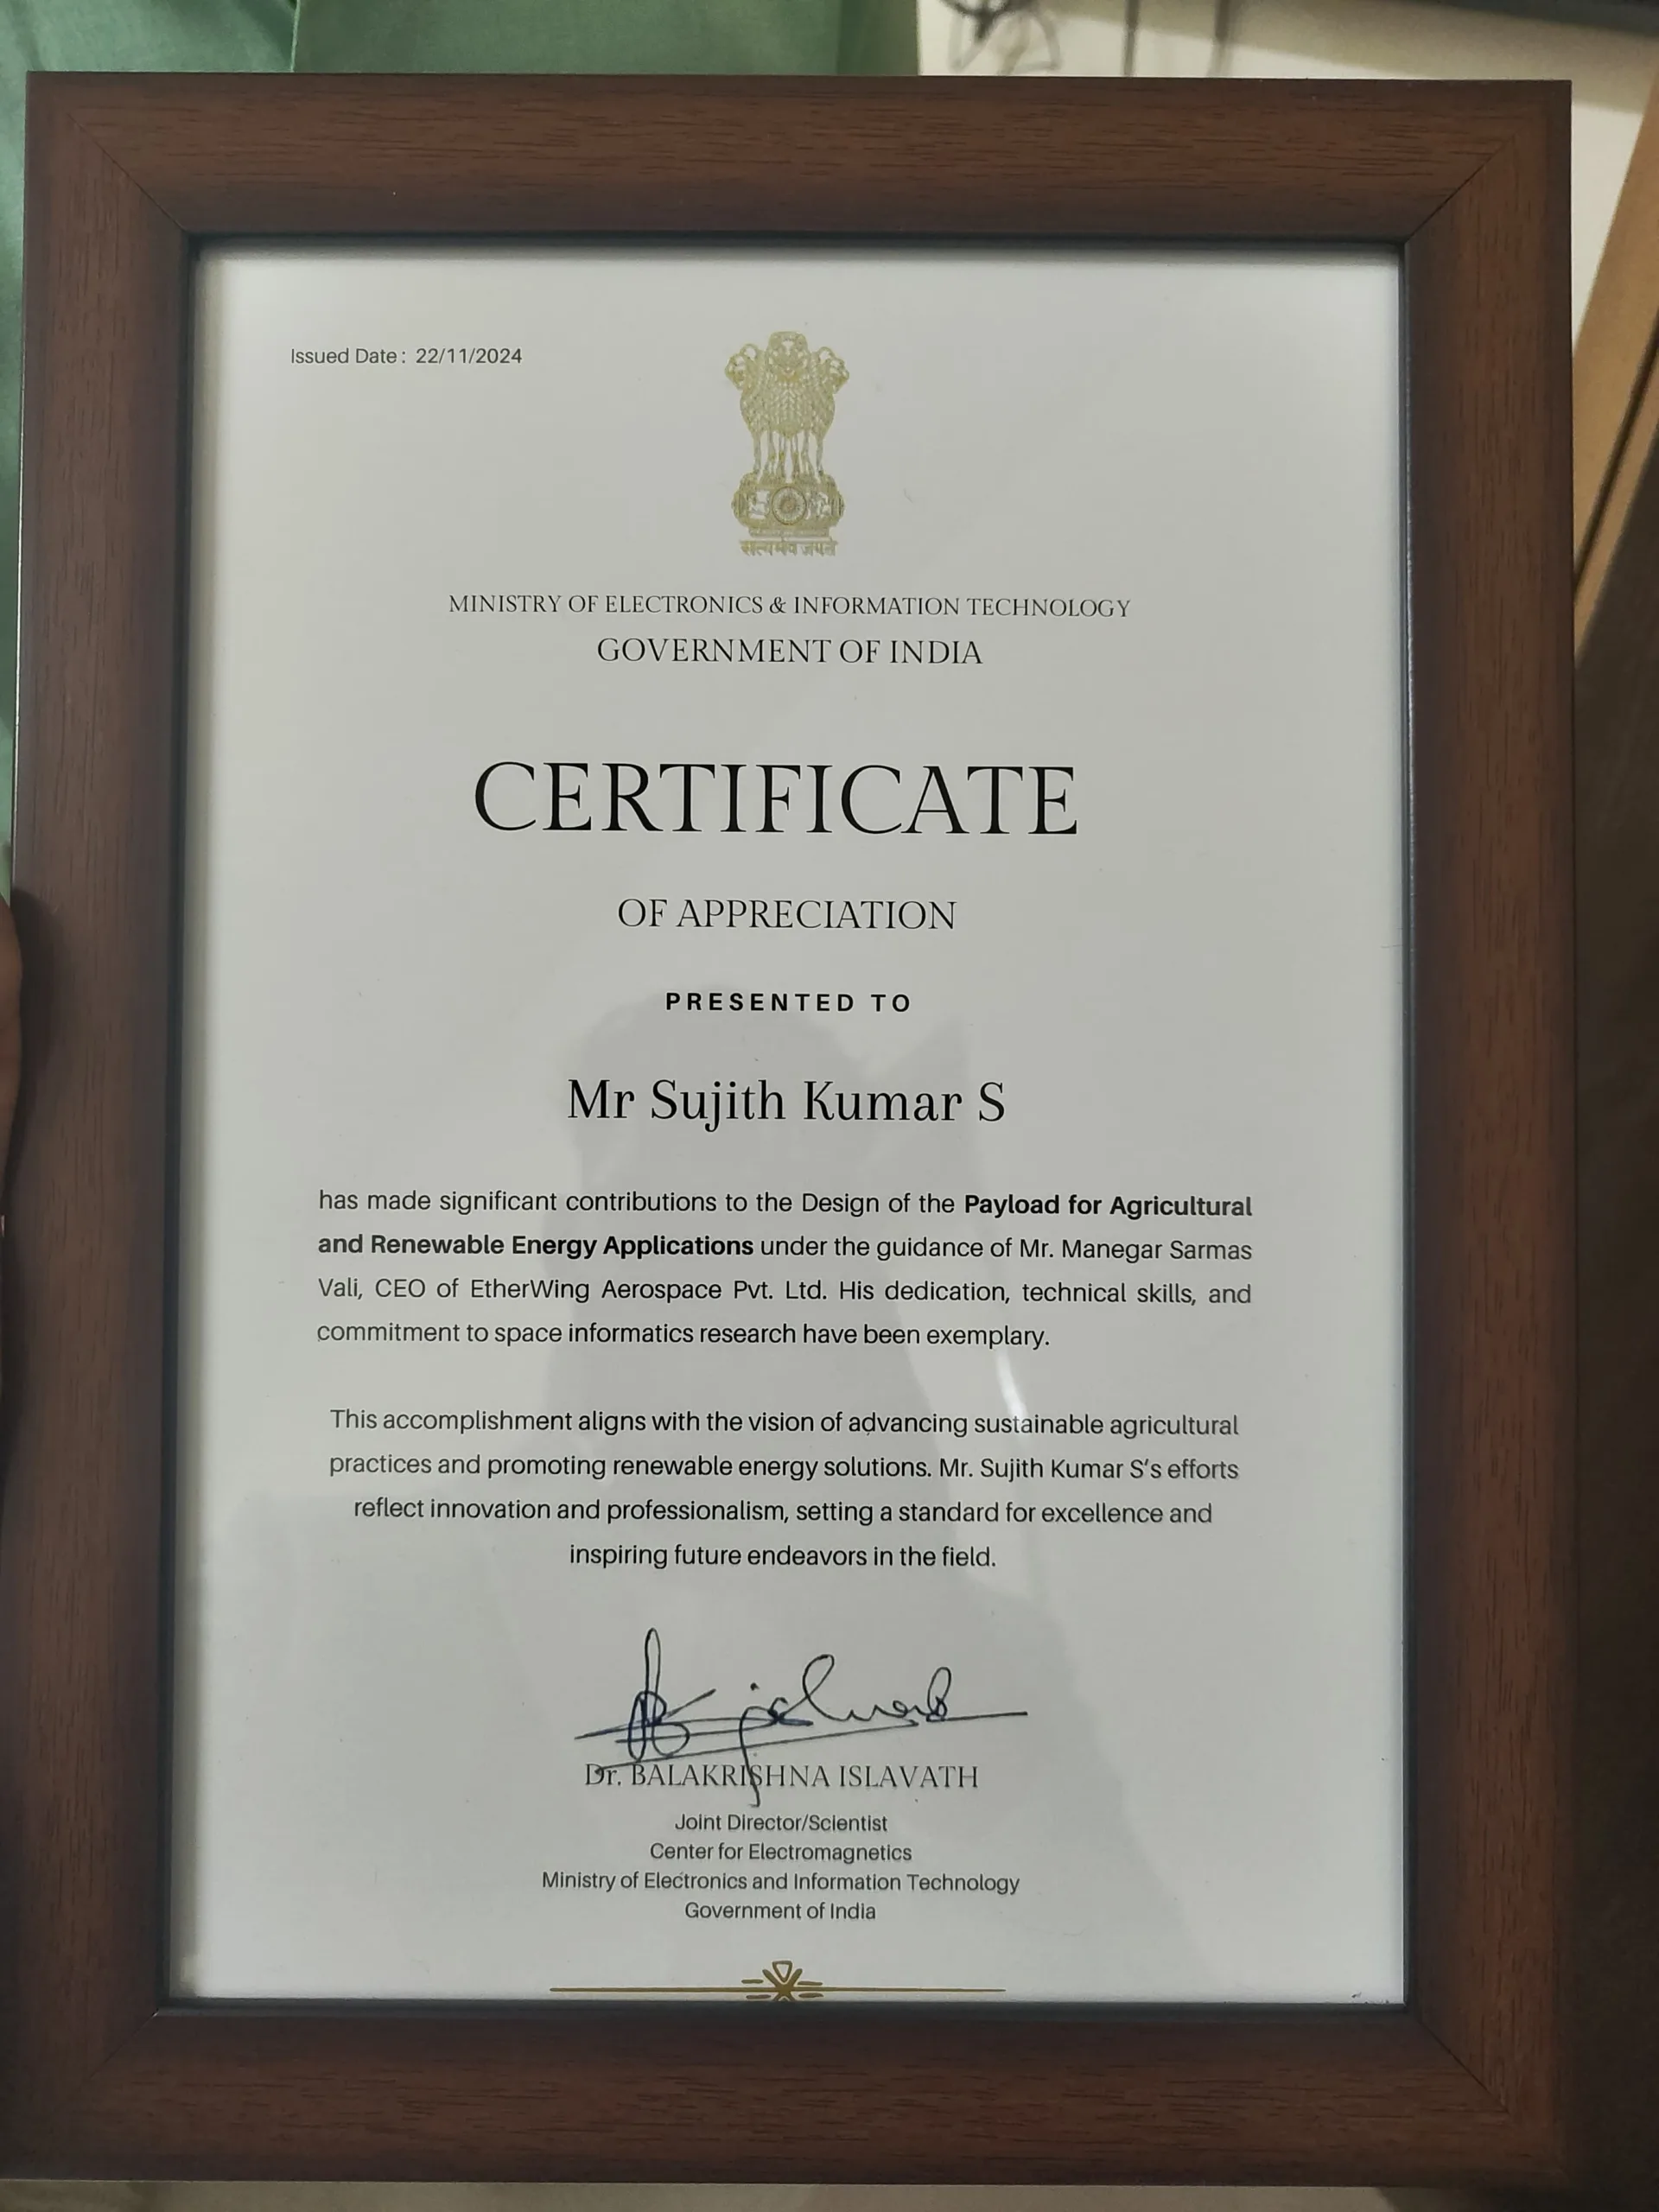 Issued Date : 22/11/2024
सत्यमेव जयते
MINISTRY OF ELECTRONICS & INFORMATION TECHNOLOGY
GOVERNMENT OF INDIA
CERTIFICATE
OF APPRECIATION
PRESENTED TO
Mr Sujith Kumar S
has made significant contributions to the Design of the Payload for Agricultural
and Renewable Energy Applications under the guidance of Mr. Manegar Sarmas
Vali, CEO of EtherWing Aerospace Pvt. Ltd. His dedication, technical skills, and
commitment to space informatics research have been exemplary.
This accomplishment aligns with the vision of advancing sustainable agricultural
practices and promoting renewable energy solutions. Mr. Sujith Kumar S's efforts
reflect innovation and professionalism, setting a standard for excellence and
inspiring future endeavors in the field.
Dr. BALAKRISHNA ISLAVATH
Joint Director/Scientist
Center for Electromagnetics
Ministry of Electronics and Information Technology
Government of India